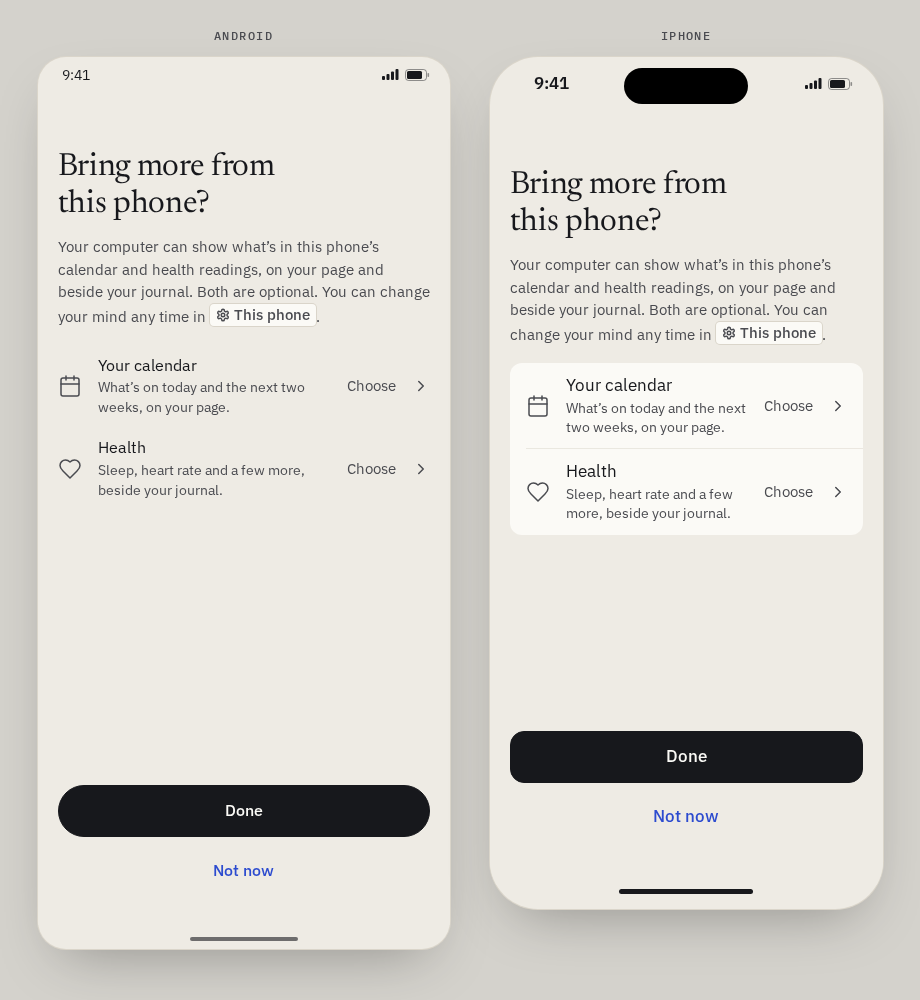 ANDROID
9:41
Bring more from
this phone?
Your computer can show what’s in this phone’s
calendar and health readings, on your page and
beside your journal. Both are optional. You can change
your mind any time in This phone.
Your calendar
What’s on today and the next two
weeks, on your page.
Choose
Health
Sleep, heart rate and a few more,
beside your journal.
Choose
Done
Not now
IPHONE
9:41
Bring more from
this phone?
Your computer can show what’s in this phone’s
calendar and health readings, on your page and
beside your journal. Both are optional. You can
change your mind any time in This phone.
Your calendar
What’s on today and the next
two weeks, on your page.
Choose
Health
Sleep, heart rate and a few
more, beside your journal.
Choose
Done
Not now